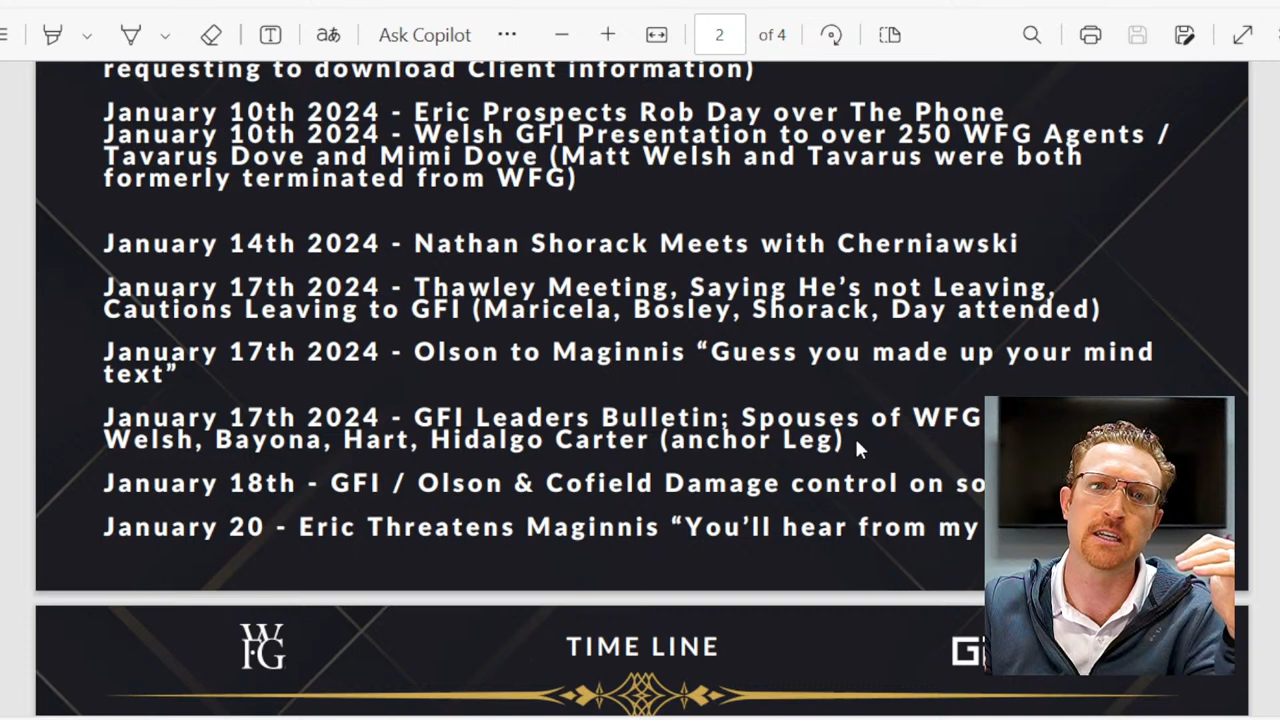 Ask Copilot
2 of 4
requesting to download Client information)
January 10th 2024 - Eric Prospects Rob Day over The Phone
January 10th 2024 - Welsh GFI Presentation to over 250 WFG Agents /
Tavarus Dove and Mimi Dove (Matt Welsh and Tavarus were both
formerly terminated from WFG)
January 14th 2024 - Nathan Shorack Meets with Cherniawski
January 17th 2024 - Thawley Meeting, Saying He’s not Leaving,
Cautions Leaving to GFI (Maricela, Bosley, Shorack, Day attended)
January 17th 2024 - Olson to Maginnis “Guess you made up your mind
text”
January 17th 2024 - GFI Leaders Bulletin; Spouses of WFG
Welsh, Bayona, Hart, Hidalgo Carter (anchor Leg)
January 18th - GFI / Olson & Cofield Damage control on so
January 20 - Eric Threatens Maginnis “You’ll hear from my
WFG
TIME LINE